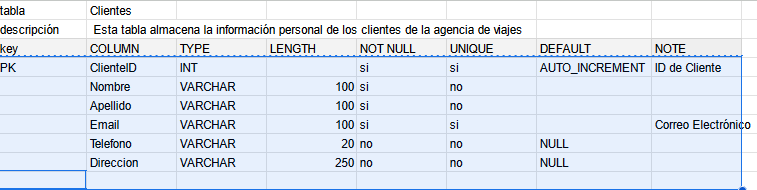 tabla Clientes
descripción Esta tabla almacena la información personal de los clientes de la agencia de viajes
key COLUMN TYPE LENGTH NOT NULL UNIQUE DEFAULT NOTE
PK ClienteID INT si si AUTO_INCREMENT ID de Cliente
Nombre VARCHAR 100 si no
Apellido VARCHAR 100 si no
Email VARCHAR 100 si si Correo Electrónico
Telefono VARCHAR 20 no no NULL
Direccion VARCHAR 250 no no NULL